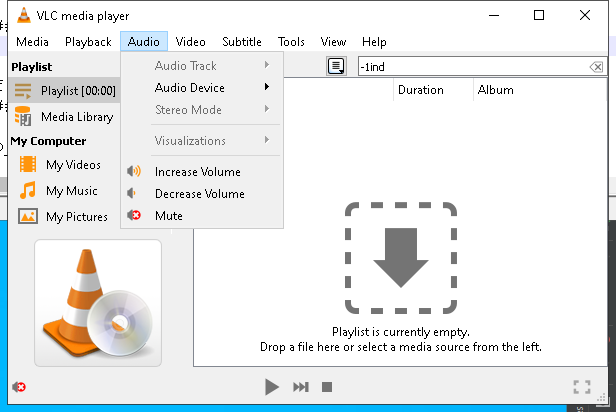 VLC media player
Media Playback Audio Video Subtitle Tools View Help
Playlist
Playlist [00:00]
Media Library
My Computer
My Videos
My Music
My Pictures
Audio Track
Audio Device
Stereo Mode
Visualizations
Increase Volume
Decrease Volume
Mute
-1ind
Duration Album
Playlist is currently empty.
Drop a file here or select a media source from the left.